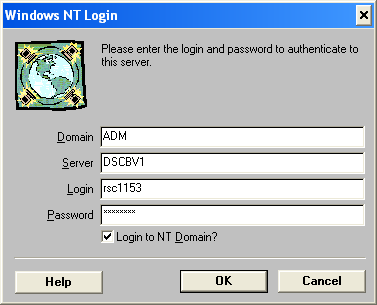 Windows NT Login
Please enter the login and password to authenticate to
this server.
Domain ADM
Server DSCBV1
Login rsc1153
Password ********
Login to NT Domain?
Help OK Cancel